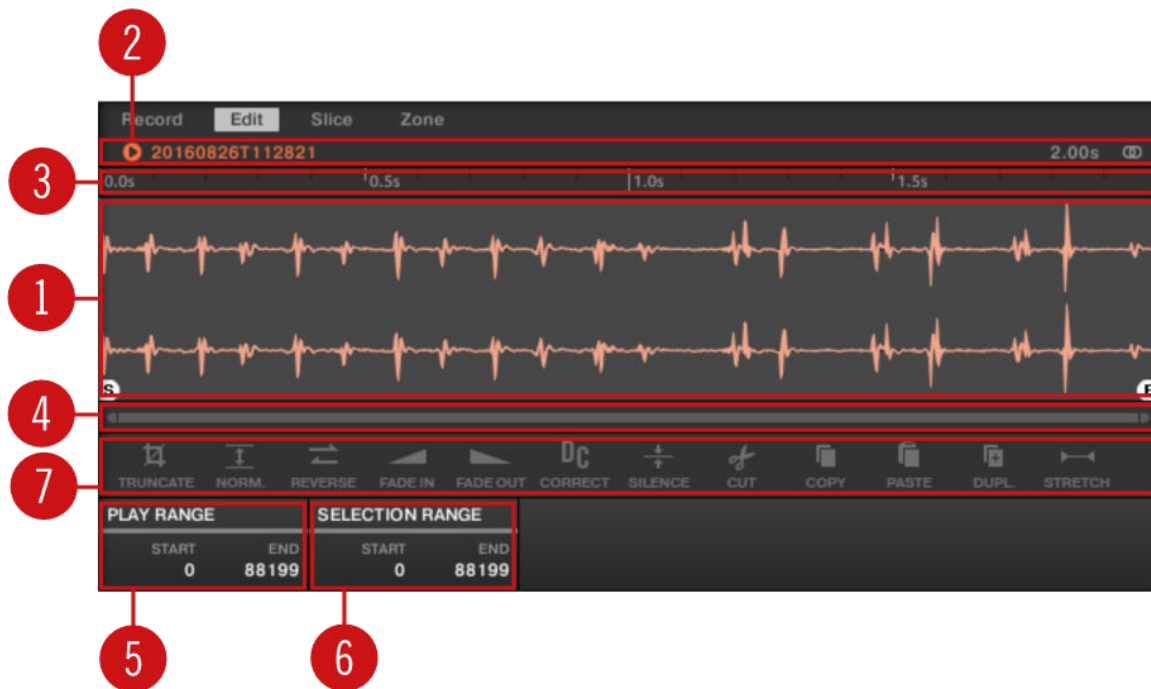 2
Record Edit Slice Zone
20160826T112821 2.00s
3
0.0s 0.5s 1.0s 1.5s
1
S E
4
7
TRUNCATE NORM. REVERSE FADE IN FADE OUT CORRECT SILENCE CUT COPY PASTE DUPL. STRETCH
DC
PLAY RANGE SELECTION RANGE
START END START END
0 88199 0 88199
5 6